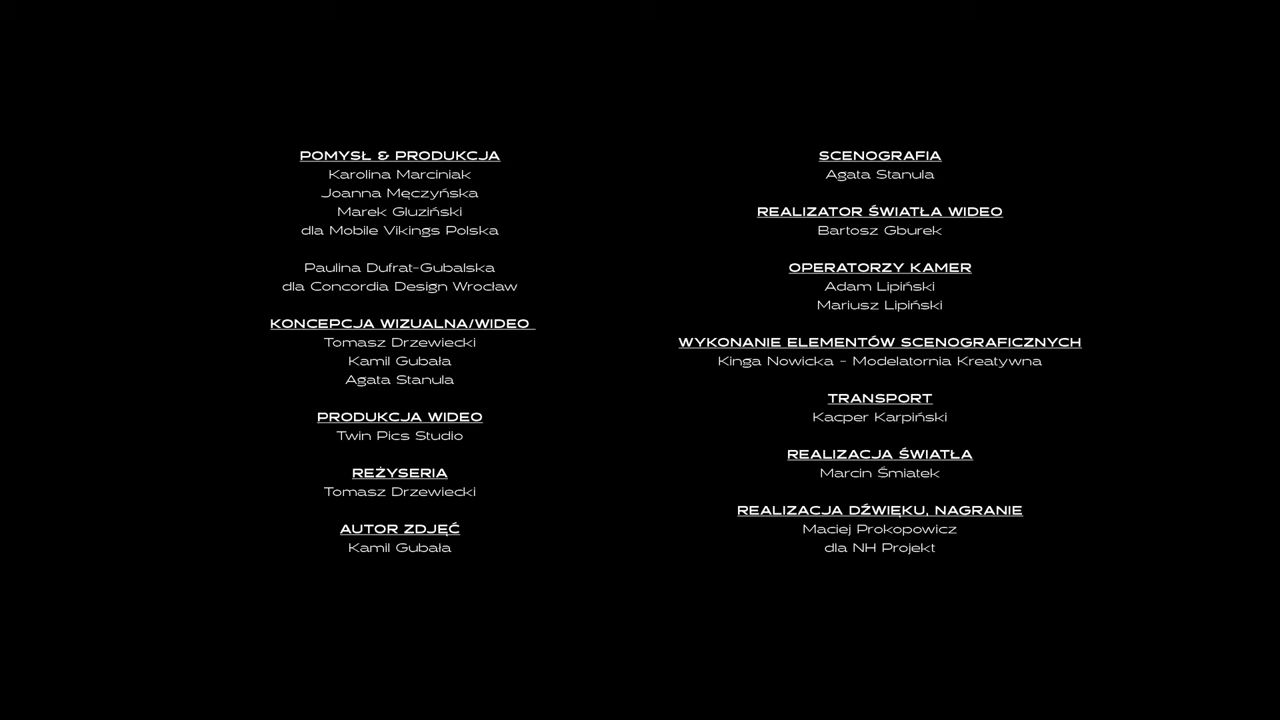 POMYSŁ & PRODUKCJA
Karolina Marciniak
Joanna Męczyńska
Marek Gluziński
dla Mobile Vikings Polska
Paulina Dufrat-Gubalska
dla Concordia Design Wrocław
KONCEPCJA WIZUALNA/WIDEO
Tomasz Drzewiecki
Kamil Gubała
Agata Stanula
PRODUKCJA WIDEO
Twin Pics Studio
REŻYSERIA
Tomasz Drzewiecki
AUTOR ZDJĘĆ
Kamil Gubała
SCENOGRAFIA
Agata Stanula
REALIZATOR ŚWIATŁA WIDEO
Bartosz Gburek
OPERATORZY KAMER
Adam Lipiński
Mariusz Lipiński
WYKONANIE ELEMENTÓW SCENOGRAFICZNYCH
Kinga Nowicka - Modelatornia Kreatywna
TRANSPORT
Kacper Karpiński
REALIZACJA ŚWIATŁA
Marcin Śmiatek
REALIZACJA DŹWIĘKU, NAGRANIE
Maciej Prokopowicz
dla NH Projekt